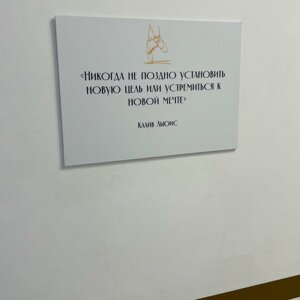 «Никогда не поздно установить
новую цель или устремиться к
новой мечте»
Клайв Льюис